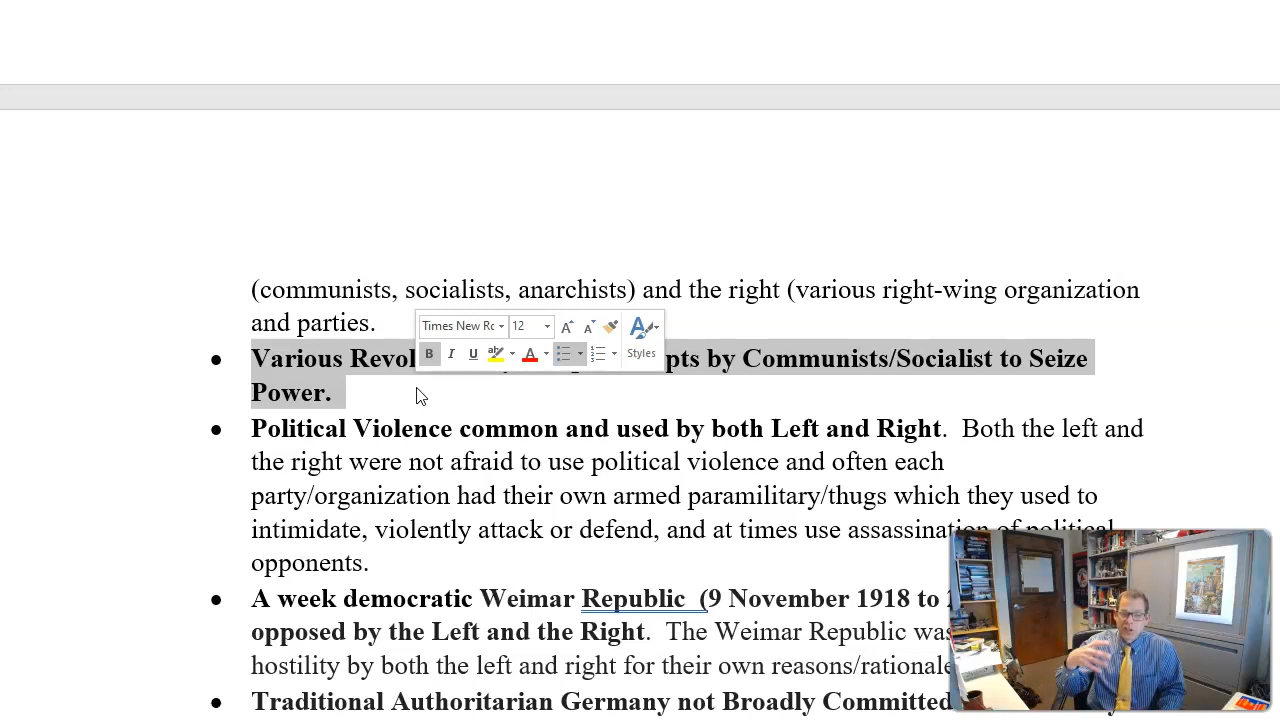 (communists, socialists, anarchists) and the right (various right-wing organization
and parties.
Times New Ro 12
Styles
Various Revol pts by Communists/Socialist to Seize
Power.
Political Violence common and used by both Left and Right. Both the left and
the right were not afraid to use political violence and often each
party/organization had their own armed paramilitary/thugs which they used to
intimidate, violently attack or defend, and at times use assassination of political
opponents.
A week democratic Weimar Republic (9 November 1918 to
opposed by the Left and the Right. The Weimar Republic was
hostility by both the left and right for their own reasons/rationale
Traditional Authoritarian Germany not Broadly Committed